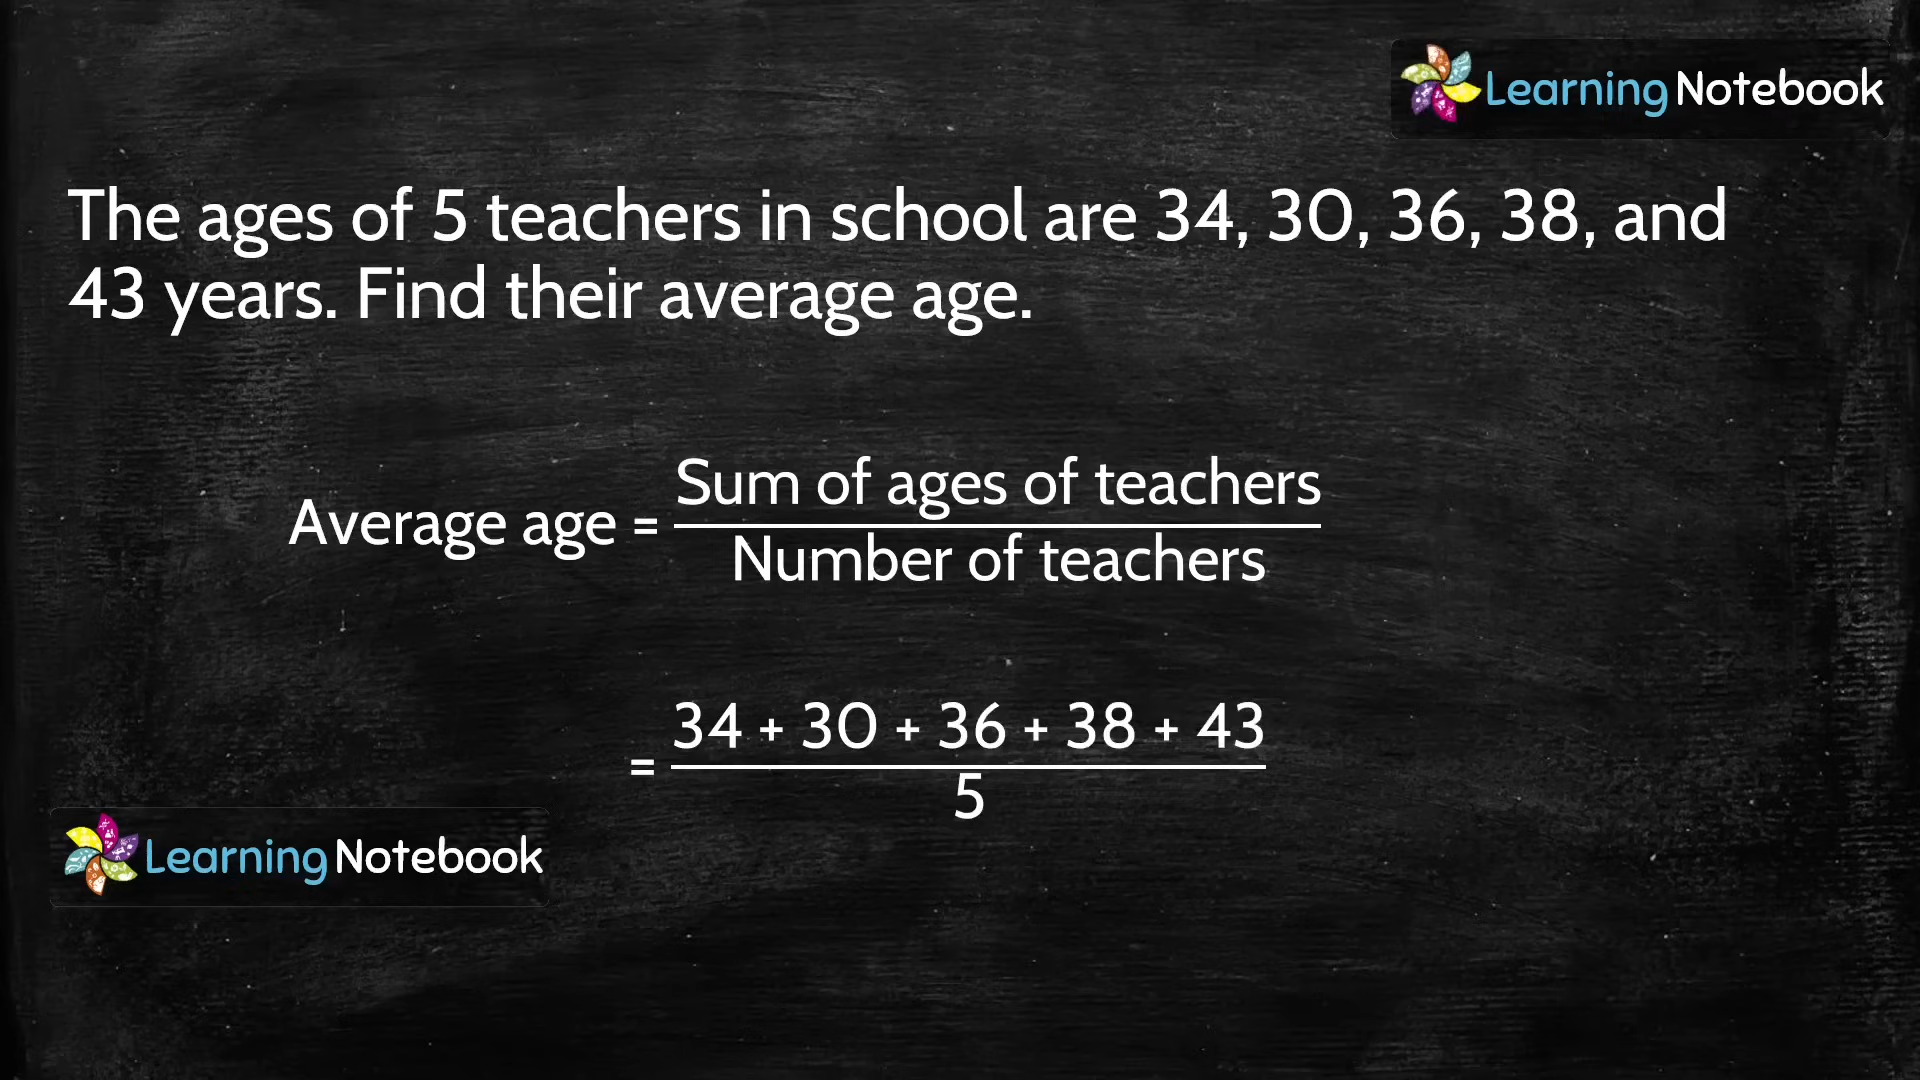 Learning Notebook
The ages of 5 teachers in school are 34, 30, 36, 38, and
43 years. Find their average age.
Sum of ages of teachers
Average age =
Number of teachers
34 + 30 + 36 + 38 + 43
=
5
Learning Notebook